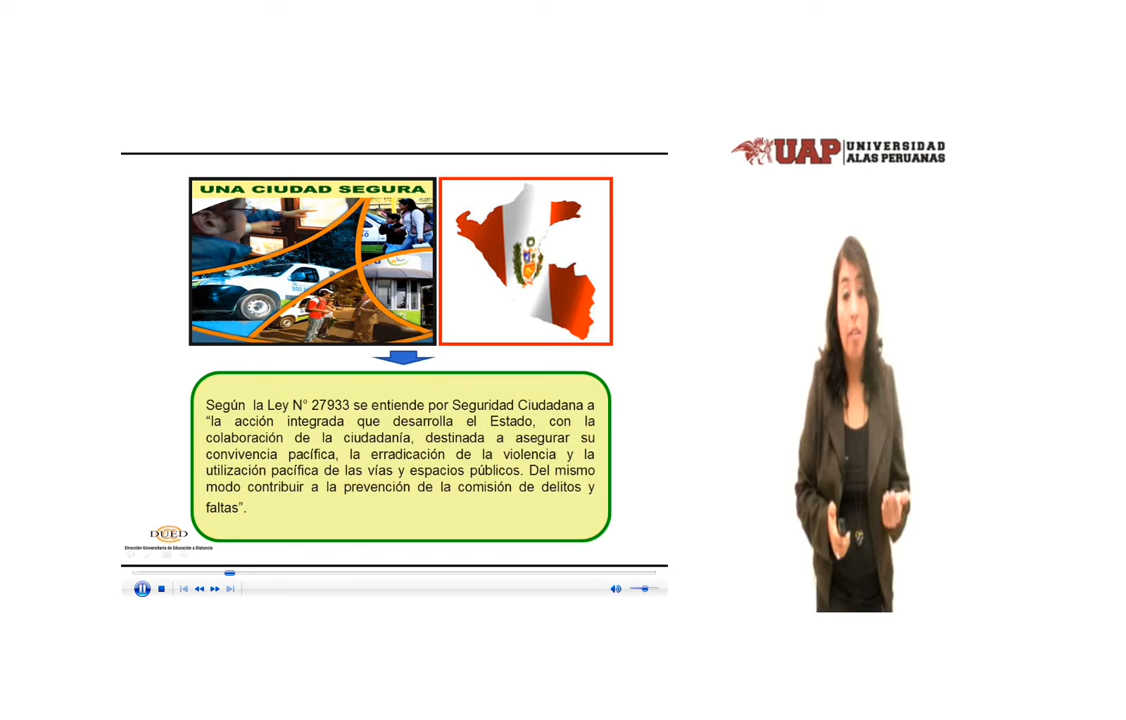 UAP UNIVERSIDAD
ALAS PERUANAS
UNA CIUDAD SEGURA
Según la Ley N° 27933 se entiende por Seguridad Ciudadana a
“la acción integrada que desarrolla el Estado, con la
colaboración de la ciudadanía, destinada a asegurar su
convivencia pacífica, la erradicación de la violencia y la
utilización pacífica de las vías y espacios públicos. Del mismo
modo contribuir a la prevención de la comisión de delitos y
faltas”.
DUED
Dirección Universitaria de Educación a Distancia